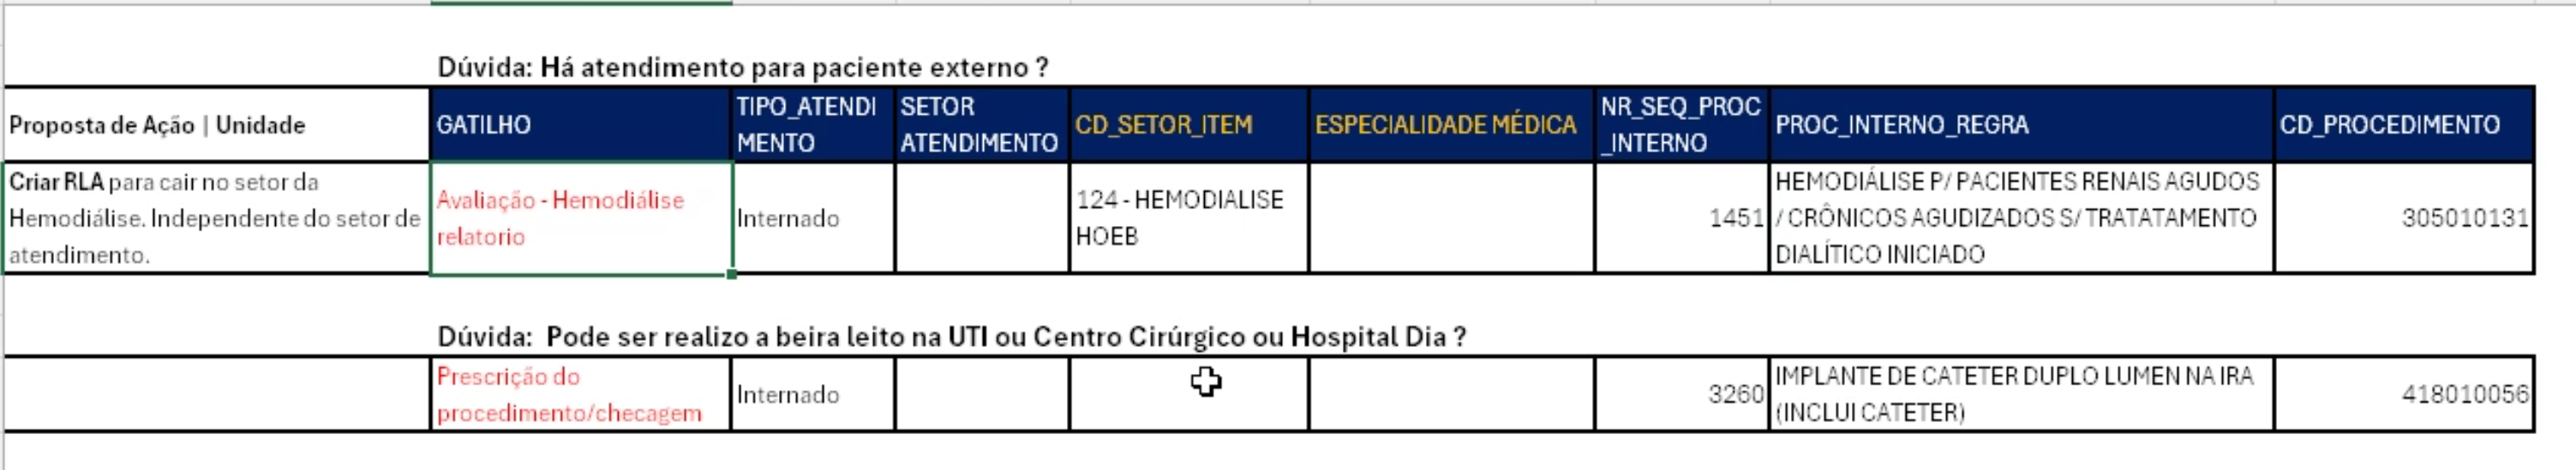 Dúvida: Há atendimento para paciente externo ?
Proposta de Ação | Unidade
GATILHO
TIPO_ATENDI
MENTO
SETOR
ATENDIMENTO
CD_SETOR_ITEM
ESPECIALIDADE MÉDICA
NR_SEQ_PROC
_INTERNO
PROC_INTERNO_REGRA
CD_PROCEDIMENTO
Criar RLA para cair no setor da
Hemodiálise. Independente do setor de
atendimento.
Avaliação - Hemodiálise
relatorio
Internado
124 - HEMODIALISE
HOEB
1451
HEMODIÁLISE P/ PACIENTES RENAIS AGUDOS
/ CRÔNICOS AGUDIZADOS S/ TRATATAMENTO
DIALÍTICO INICIADO
305010131
Dúvida:  Pode ser realizo a beira leito na UTI ou Centro Cirúrgico ou Hospital Dia ?
Prescrição do
procedimento/checagem
Internado
3260
IMPLANTE DE CATETER DUPLO LUMEN NA IRA
(INCLUI CATETER)
418010056